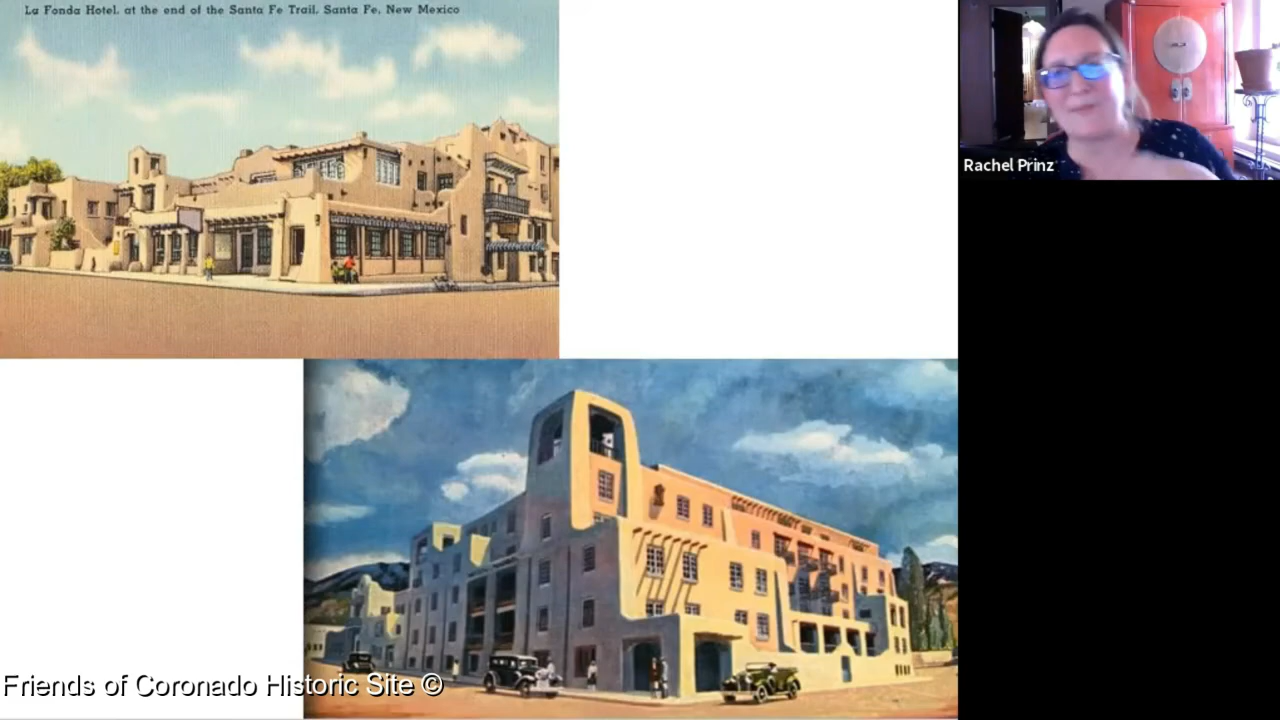 La Fonda Hotel, at the end of the Santa Fe Trail, Santa Fe, New Mexico
Rachel Prinz
Friends of Coronado Historic Site ©